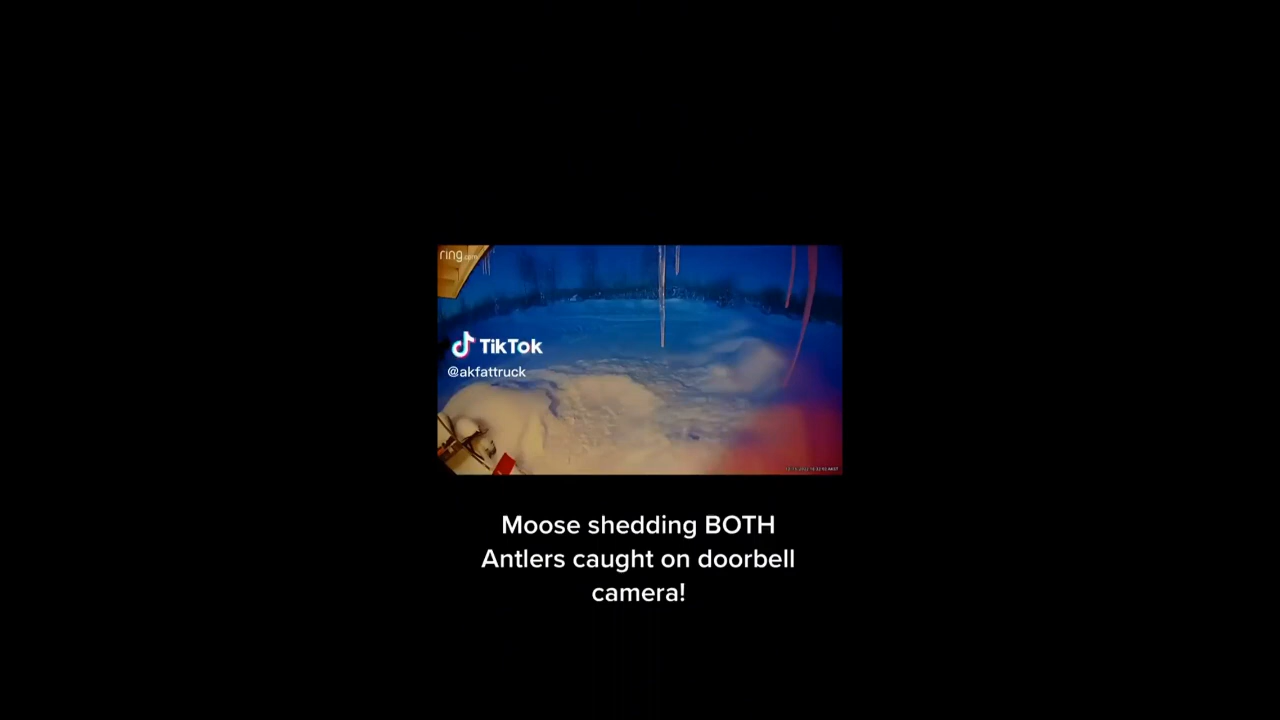 ring.com
TikTok
@akfattruck
Moose shedding BOTH
Antlers caught on doorbell
camera!